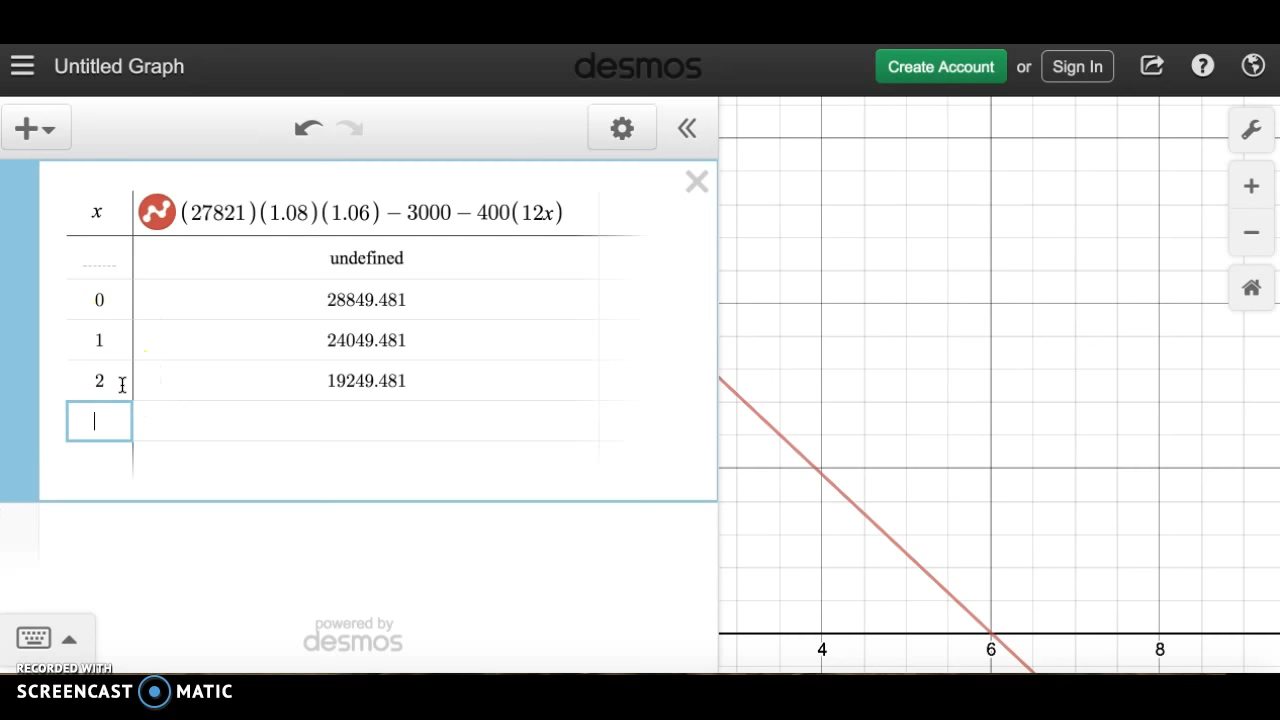 Untitled Graph
desmos
Create Account or Sign In
x (27821)(1.08)(1.06) − 3000 − 400(12x)
undefined
0 28849.481
1 24049.481
2 19249.481
powered by
desmos
4 6 8
RECORDED WITH
SCREENCAST MATIC